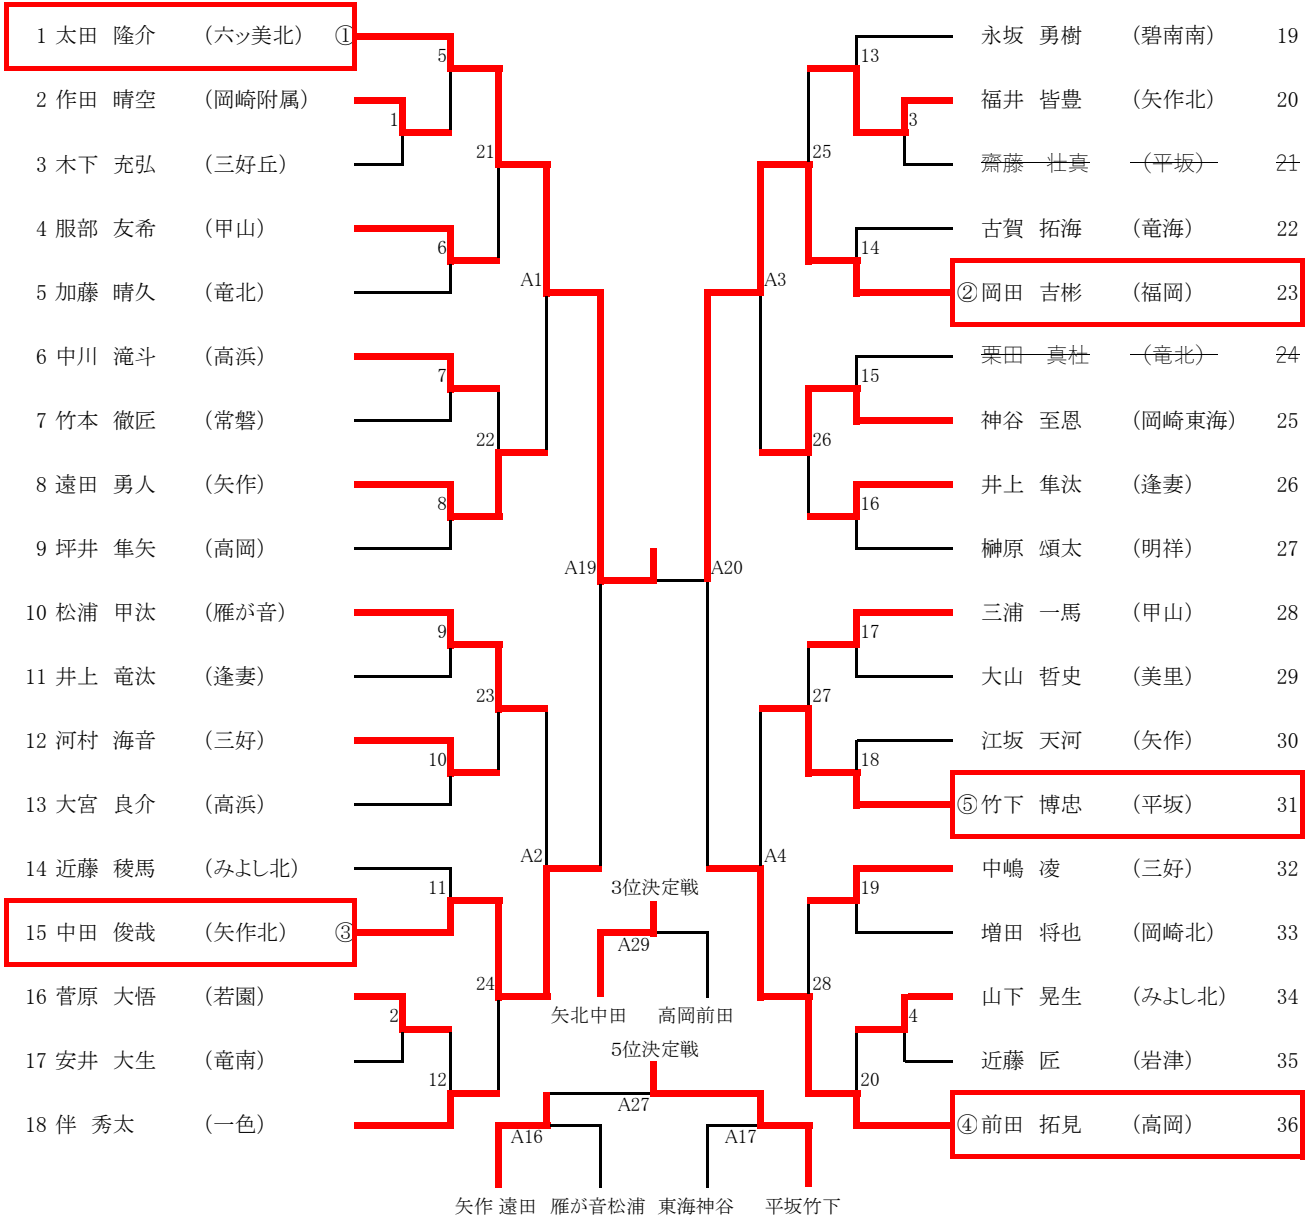 1 太田 隆介 (六ッ美北) ①
2 作田 晴空 (岡崎附属)
3 木下 充弘 (三好丘)
4 服部 友希 (甲山)
5 加藤 晴久 (竜北)
6 中川 滝斗 (高浜)
7 竹本 徹匠 (常磐)
8 遠田 勇人 (矢作)
9 坪井 隼矢 (高岡)
10 松浦 甲汰 (雁が音)
11 井上 竜汰 (逢妻)
12 河村 海音 (三好)
13 大宮 良介 (高浜)
14 近藤 稜馬 (みよし北)
15 中田 俊哉 (矢作北) ③
16 菅原 大悟 (若園)
17 安井 大生 (竜南)
18 伴 秀太 (一色)
5
1
21
6
A1
7
22
8
A19
9
23
10
A2
11
24
2
12
永坂 勇樹 (碧南南) 19
福井 皆豊 (矢作北) 20
齋藤 壮真 (平坂) 21
古賀 拓海 (竜海) 22
②岡田 吉彬 (福岡) 23
栗田 真杜 (竜北) 24
神谷 至恩 (岡崎東海) 25
井上 隼汰 (逢妻) 26
榊原 頌太 (明祥) 27
三浦 一馬 (甲山) 28
大山 哲史 (美里) 29
江坂 天河 (矢作) 30
⑤竹下 博忠 (平坂) 31
中嶋 凌 (三好) 32
増田 将也 (岡崎北) 33
山下 晃生 (みよし北) 34
近藤 匠 (岩津) 35
④前田 拓見 (高岡) 36
13
3
25
14
A3
15
26
16
A20
17
27
18
A4
19
28
4
20
3位決定戦
A29
矢北中田 高岡前田
5位決定戦
A27
A16 A17
矢作 遠田 雁が音松浦 東海神谷 平坂竹下